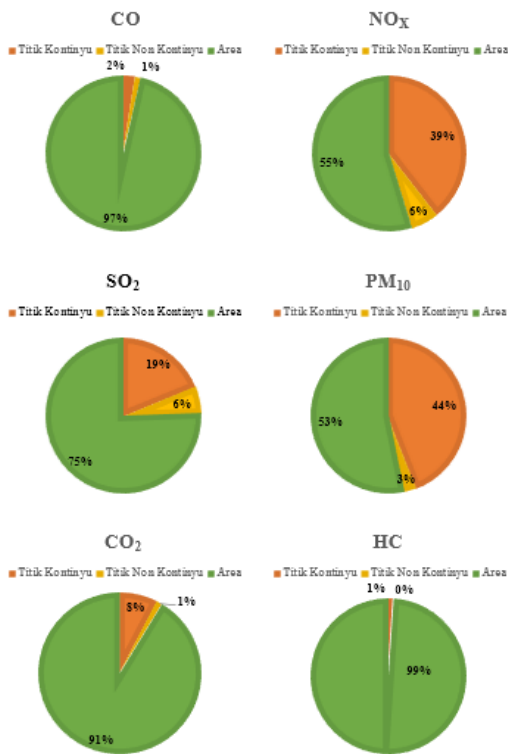 CO
Titik Kontinyu Titik Non Kontinyu Area
2% 1%
97%
NOX
Titik Kontinyu Titik Non Kontinyu Area
39%
55%
6%
SO2
Titik Kontinyu Titik Non Kontinyu Area
19%
6%
75%
PM10
Titik Kontinyu Titik Non Kontinyu Area
44%
53%
3%
CO2
Titik Kontinyu Titik Non Kontinyu Area
8% 1%
91%
HC
Titik Kontinyu Titik Non Kontinyu Area
1% 0%
99%